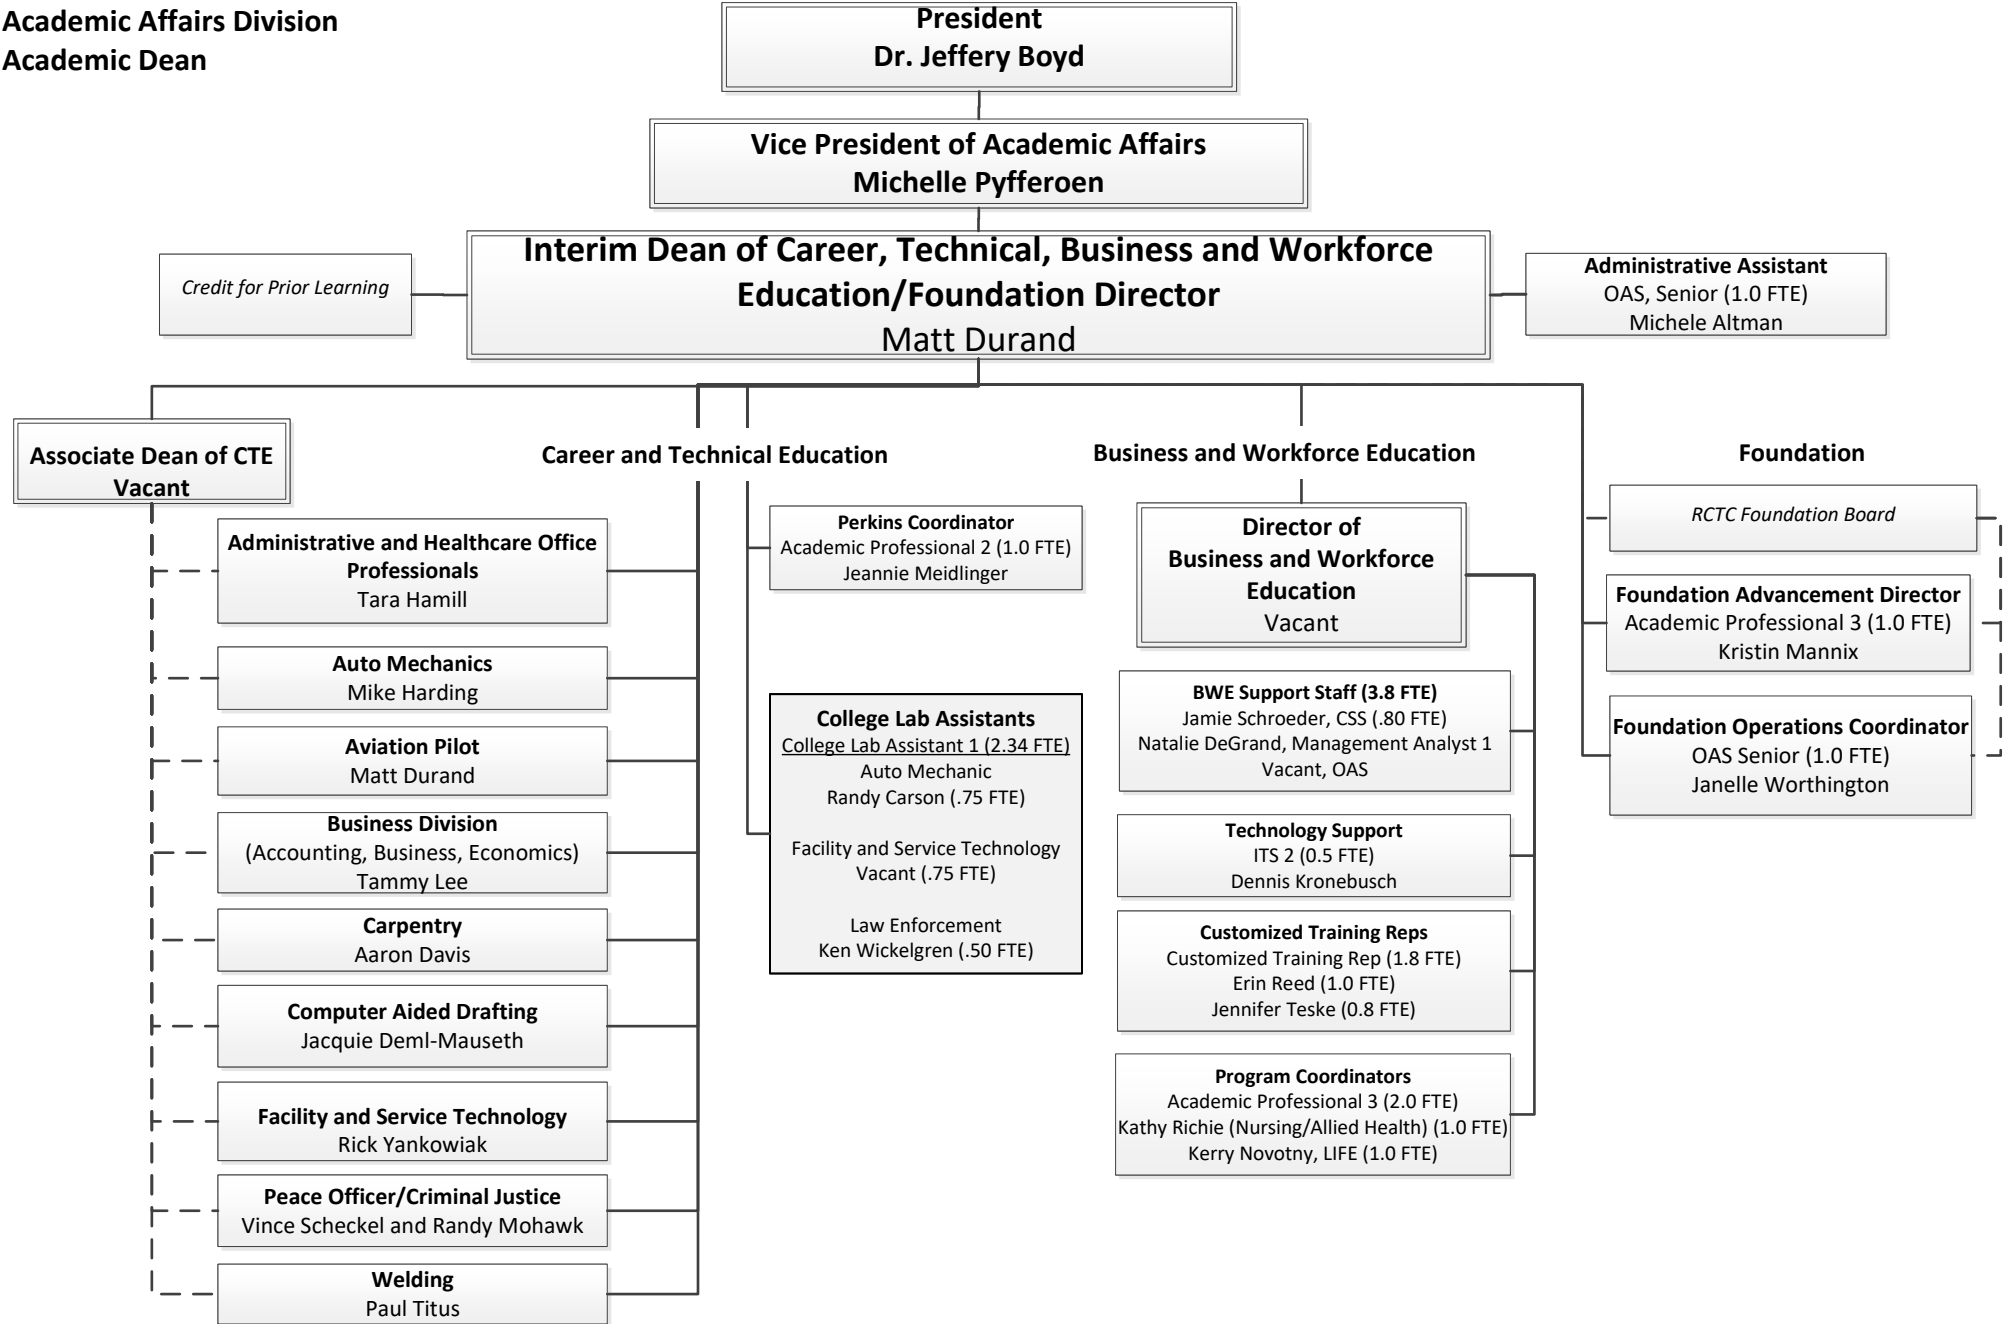 Academic Affairs Division
Academic Dean
President
Dr. Jeffery Boyd
Vice President of Academic Affairs
Michelle Pyfferoen
Interim Dean of Career, Technical, Business and Workforce
Education/Foundation Director
Matt Durand
Credit for Prior Learning
Administrative Assistant
OAS, Senior (1.0 FTE)
Michele Altman
Associate Dean of CTE
Vacant
Career and Technical Education
Administrative and Healthcare Office
Professionals
Tara Hamill
Auto Mechanics
Mike Harding
Aviation Pilot
Matt Durand
Business Division
(Accounting, Business, Economics)
Tammy Lee
Carpentry
Aaron Davis
Computer Aided Drafting
Jacquie Deml-Mauseth
Facility and Service Technology
Rick Yankowiak
Peace Officer/Criminal Justice
Vince Scheckel and Randy Mohawk
Welding
Paul Titus
Perkins Coordinator
Academic Professional 2 (1.0 FTE)
Jeannie Meidlinger
College Lab Assistants
College Lab Assistant 1 (2.34 FTE)
Auto Mechanic
Randy Carson (.75 FTE)
Facility and Service Technology
Vacant (.75 FTE)
Law Enforcement
Ken Wickelgren (.50 FTE)
Business and Workforce Education
Director of
Business and Workforce
Education
Vacant
BWE Support Staff (3.8 FTE)
Jamie Schroeder, CSS (.80 FTE)
Natalie DeGrand, Management Analyst 1
Vacant, OAS
Technology Support
ITS 2 (0.5 FTE)
Dennis Kronebusch
Customized Training Reps
Customized Training Rep (1.8 FTE)
Erin Reed (1.0 FTE)
Jennifer Teske (0.8 FTE)
Program Coordinators
Academic Professional 3 (2.0 FTE)
Kathy Richie (Nursing/Allied Health) (1.0 FTE)
Kerry Novotny, LIFE (1.0 FTE)
Foundation
RCTC Foundation Board
Foundation Advancement Director
Academic Professional 3 (1.0 FTE)
Kristin Mannix
Foundation Operations Coordinator
OAS Senior (1.0 FTE)
Janelle Worthington